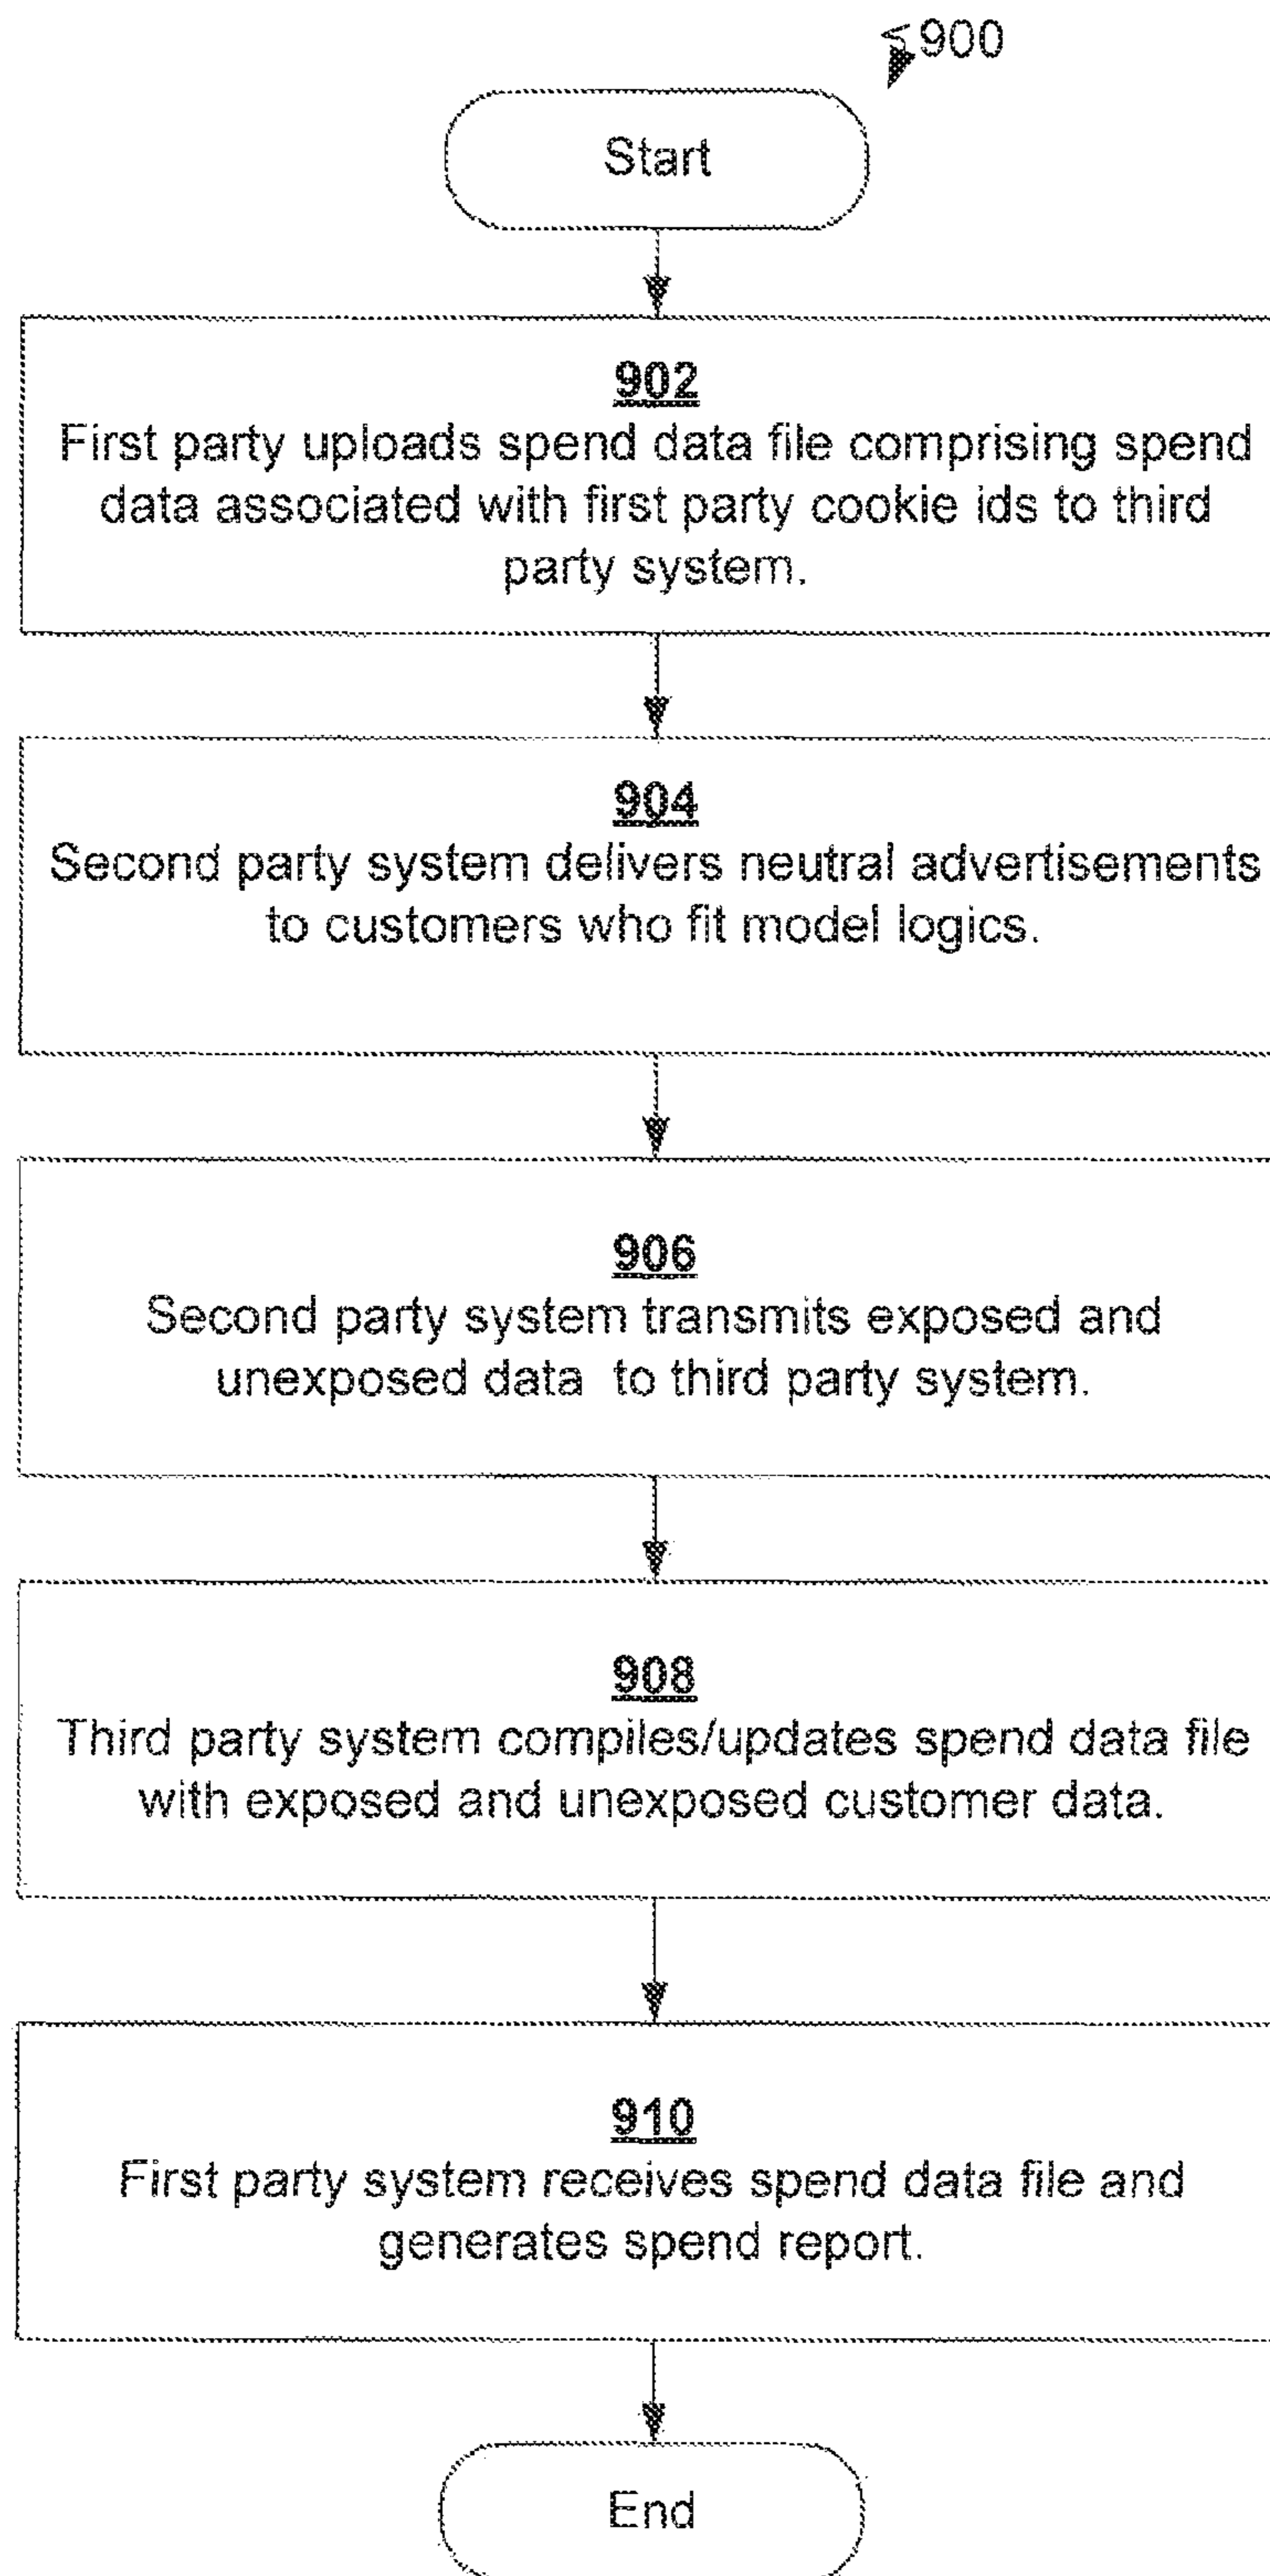 900
Start
902
First party uploads spend data file comprising spend
data associated with first party cookie ids to third
party system.
904
Second party system delivers neutral advertisements
to customers who fit model logics.
906
Second party system transmits exposed and
unexposed data to third party system.
908
Third party system compiles/updates spend data file
with exposed and unexposed customer data.
910
First party system receives spend data file and
generates spend report.
End